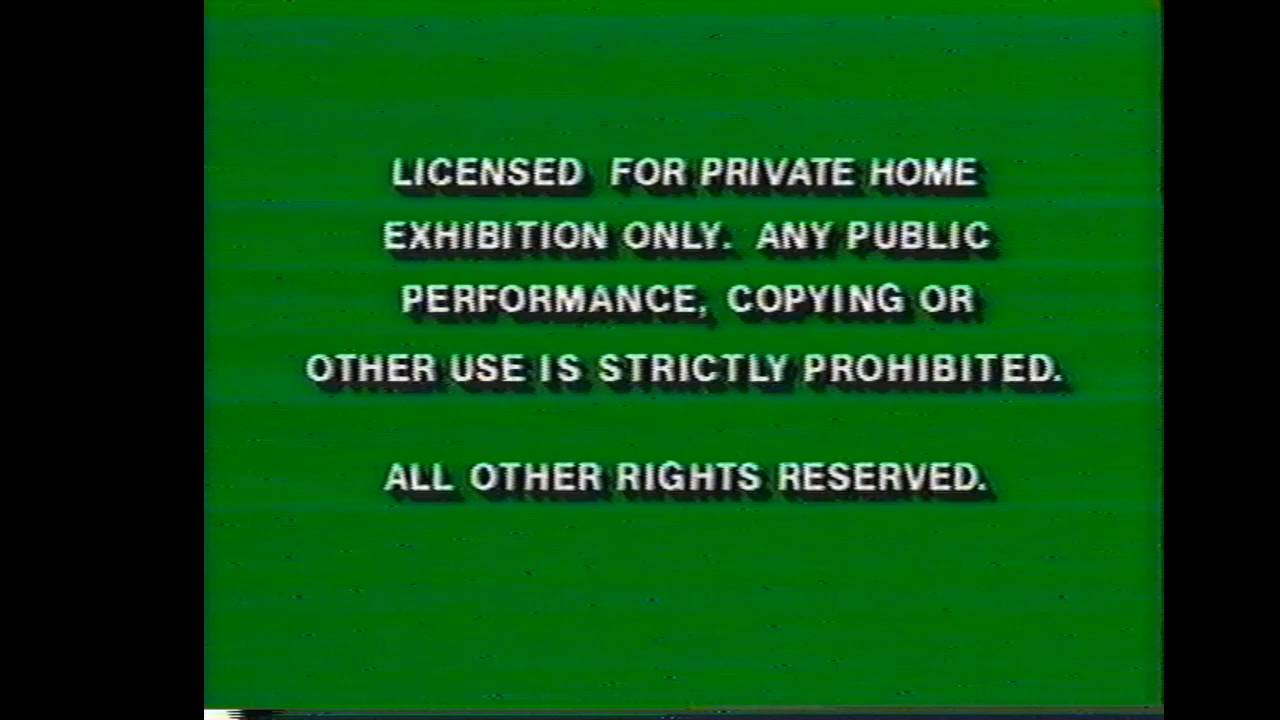 LICENSED FOR PRIVATE HOME
EXHIBITION ONLY. ANY PUBLIC
PERFORMANCE, COPYING OR
OTHER USE IS STRICTLY PROHIBITED.
ALL OTHER RIGHTS RESERVED.